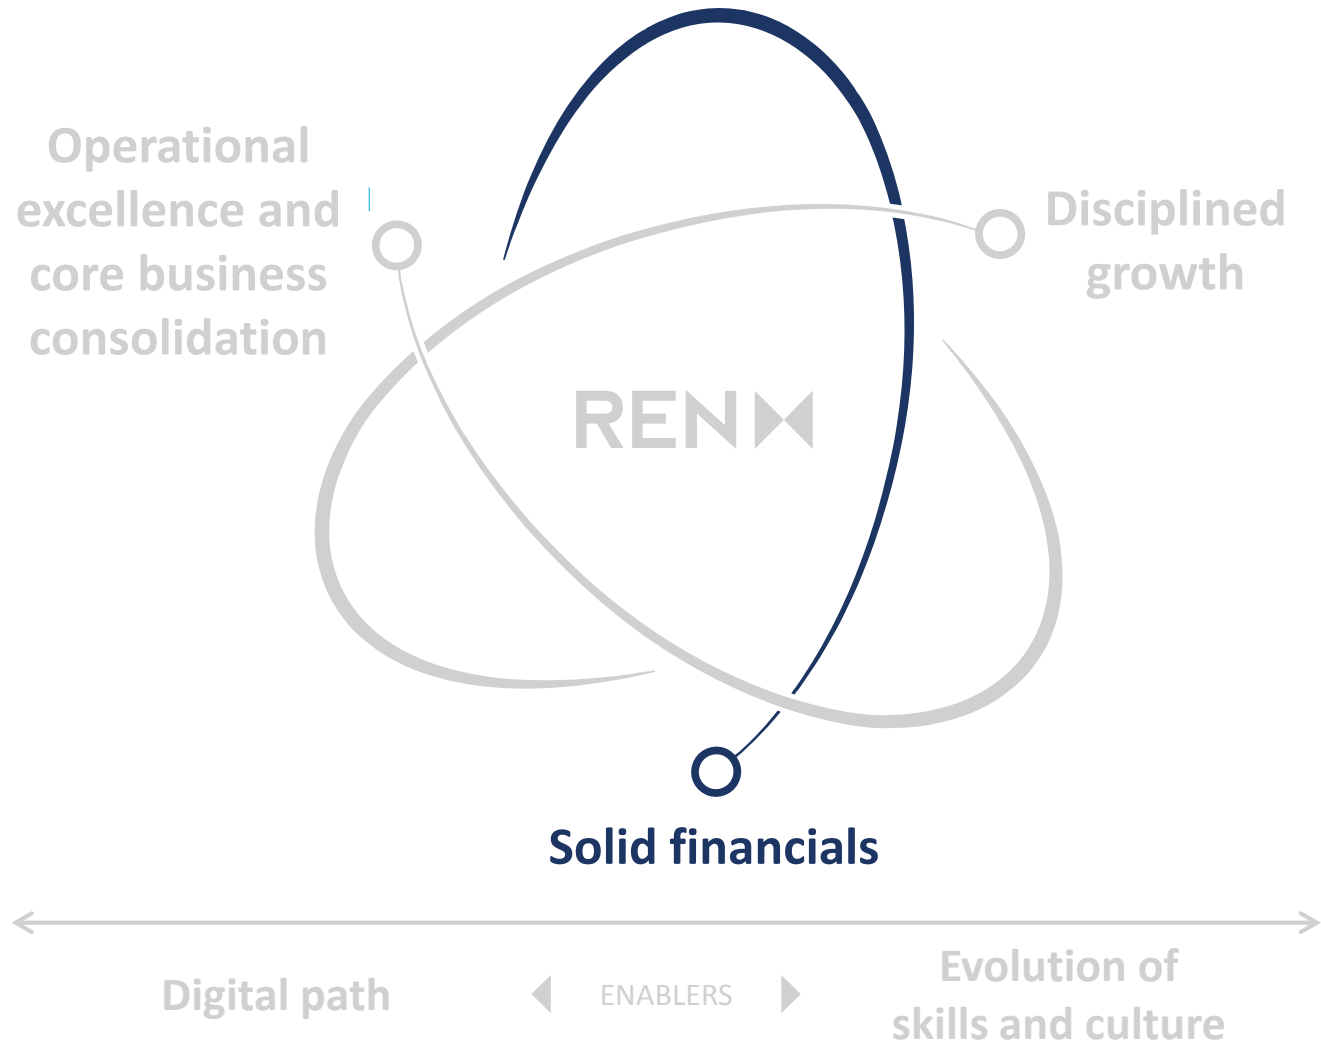 Operational
excellence and
core business
consolidation
Disciplined
growth
REN
Solid financials
Digital path
ENABLERS
Evolution of
skills and culture